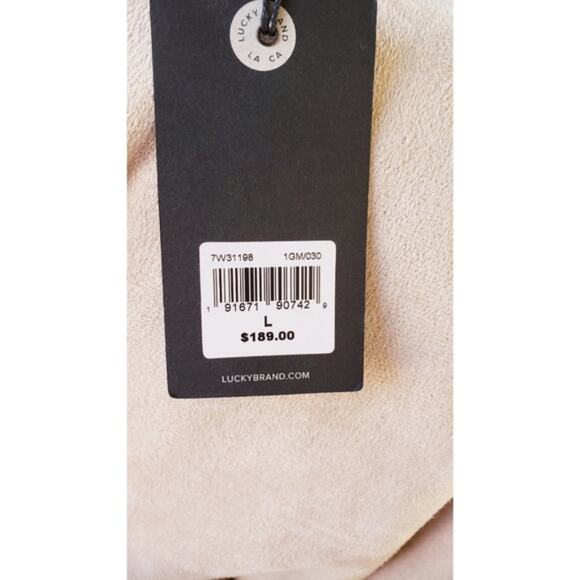 LUCKY BRAND
LA CA
7W31198 1GM/030
1 91671 90742 9
L
$189.00
LUCKYBRAND.COM